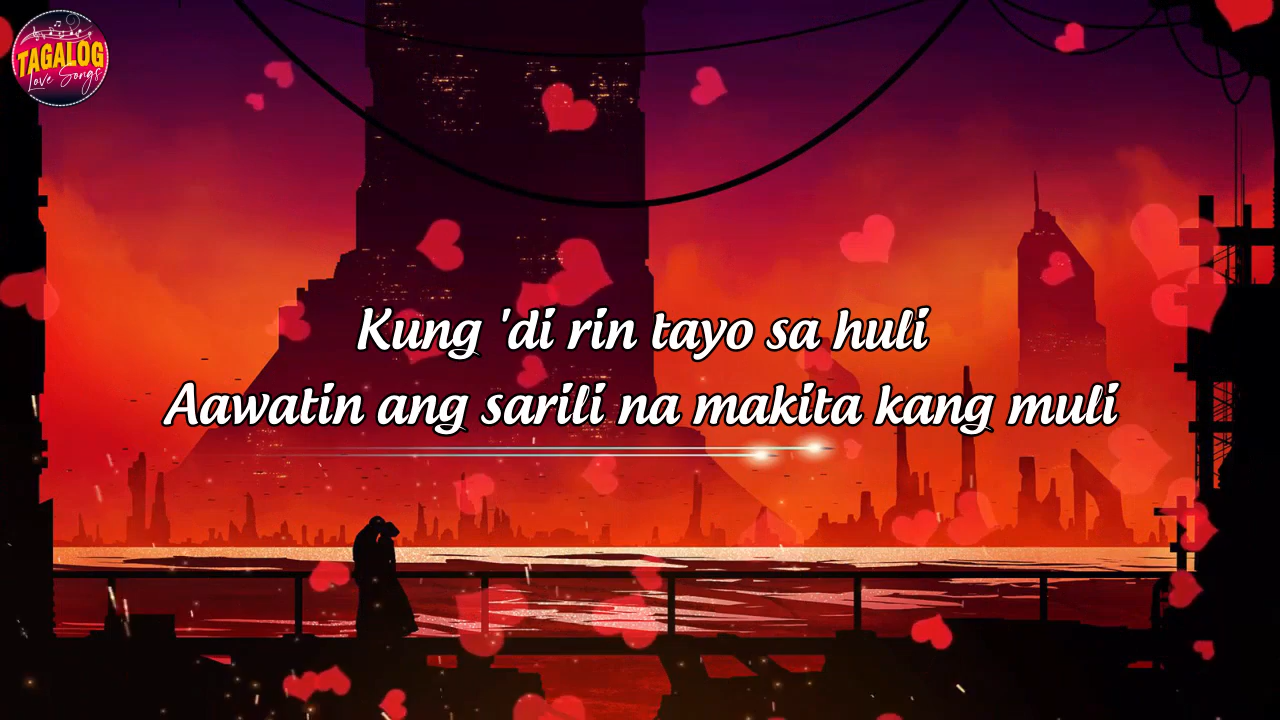 TAGALOG
Love Songs
Kung 'di rin tayo sa huli
Aawatin ang sarili na makita kang muli